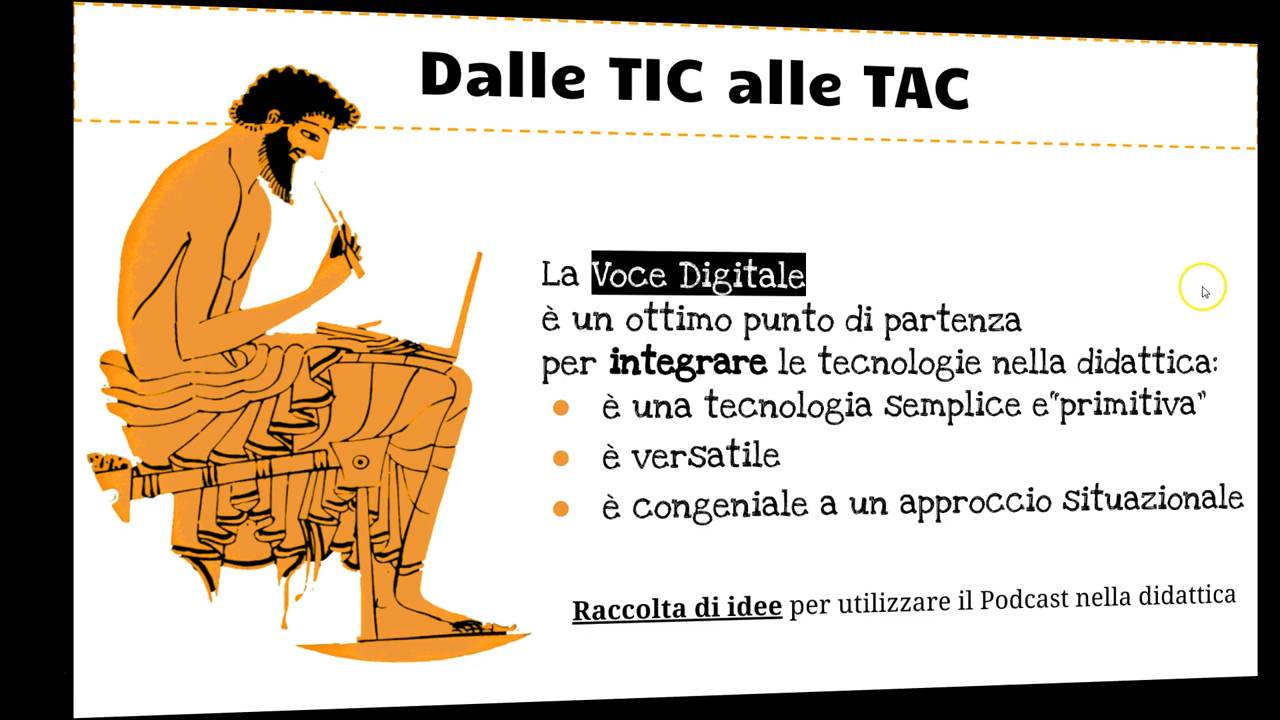 Dalle TIC alle TAC
La Voce Digitale
è un ottimo punto di partenza
per integrare le tecnologie nella didattica:
è una tecnologia semplice e“primitiva”
è versatile
è congeniale a un approccio situazionale
Raccolta di idee per utilizzare il Podcast nella didattica